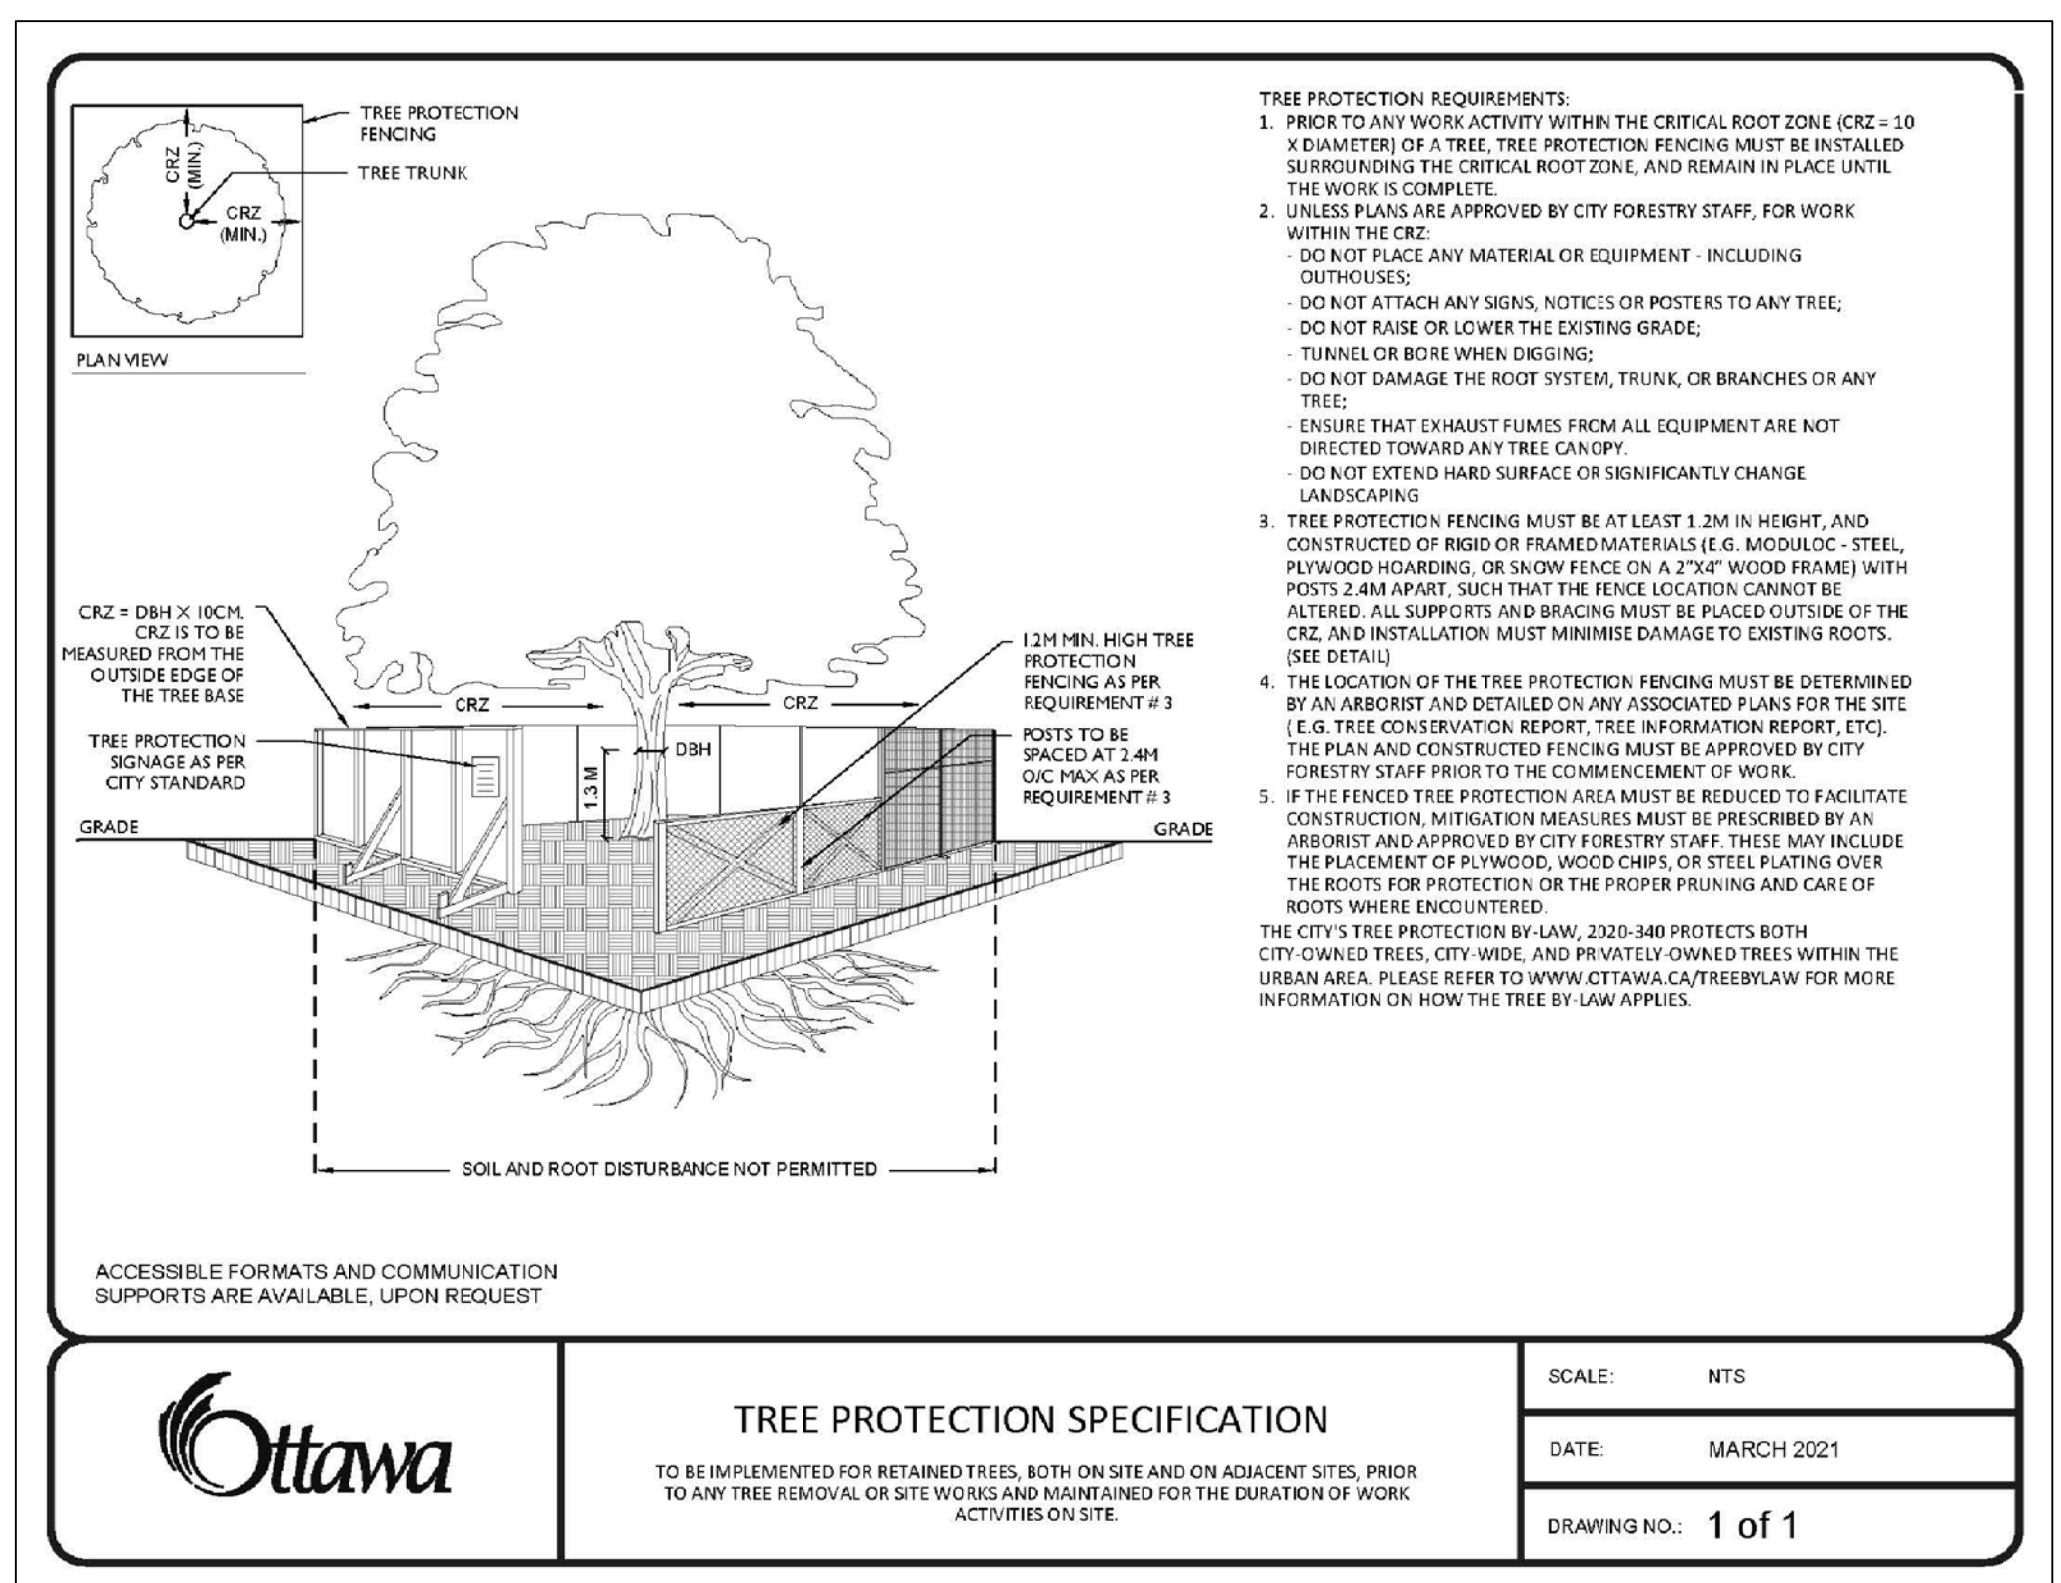 TREE PROTECTION
FENCING
TREE TRUNK
CRZ
(MIN.)
CRZ
(MIN.)
PLAN VIEW
CRZ = DBH X 10CM.
CRZ IS TO BE
MEASURED FROM THE
OUTSIDE EDGE OF
THE TREE BASE
TREE PROTECTION
SIGNAGE AS PER
CITY STANDARD
GRADE
CRZ
CRZ
DBH
1.3 M
1.2M MIN. HIGH TREE
PROTECTION
FENCING AS PER
REQUIREMENT # 3
POSTS TO BE
SPACED AT 2.4M
O/C MAX AS PER
REQUIREMENT # 3
GRADE
SOIL AND ROOT DISTURBANCE NOT PERMITTED
TREE PROTECTION REQUIREMENTS:
1. PRIOR TO ANY WORK ACTIVITY WITHIN THE CRITICAL ROOT ZONE (CRZ = 10
X DIAMETER) OF A TREE, TREE PROTECTION FENCING MUST BE INSTALLED
SURROUNDING THE CRITICAL ROOT ZONE, AND REMAIN IN PLACE UNTIL
THE WORK IS COMPLETE.
2. UNLESS PLANS ARE APPROVED BY CITY FORESTRY STAFF, FOR WORK
WITHIN THE CRZ:
- DO NOT PLACE ANY MATERIAL OR EQUIPMENT - INCLUDING
OUTHOUSES;
- DO NOT ATTACH ANY SIGNS, NOTICES OR POSTERS TO ANY TREE;
- DO NOT RAISE OR LOWER THE EXISTING GRADE;
- TUNNEL OR BORE WHEN DIGGING;
- DO NOT DAMAGE THE ROOT SYSTEM, TRUNK, OR BRANCHES OR ANY
TREE;
- ENSURE THAT EXHAUST FUMES FROM ALL EQUIPMENT ARE NOT
DIRECTED TOWARD ANY TREE CANOPY.
- DO NOT EXTEND HARD SURFACE OR SIGNIFICANTLY CHANGE
LANDSCAPING
3. TREE PROTECTION FENCING MUST BE AT LEAST 1.2M IN HEIGHT, AND
CONSTRUCTED OF RIGID OR FRAMED MATERIALS (E.G. MODULOC - STEEL,
PLYWOOD HOARDING, OR SNOW FENCE ON A 2"X4" WOOD FRAME) WITH
POSTS 2.4M APART, SUCH THAT THE FENCE LOCATION CANNOT BE
ALTERED. ALL SUPPORTS AND BRACING MUST BE PLACED OUTSIDE OF THE
CRZ, AND INSTALLATION MUST MINIMISE DAMAGE TO EXISTING ROOTS.
(SEE DETAIL)
4. THE LOCATION OF THE TREE PROTECTION FENCING MUST BE DETERMINED
BY AN ARBORIST AND DETAILED ON ANY ASSOCIATED PLANS FOR THE SITE
( E.G. TREE CONSERVATION REPORT, TREE INFORMATION REPORT, ETC).
THE PLAN AND CONSTRUCTED FENCING MUST BE APPROVED BY CITY
FORESTRY STAFF PRIOR TO THE COMMENCEMENT OF WORK.
5. IF THE FENCED TREE PROTECTION AREA MUST BE REDUCED TO FACILITATE
CONSTRUCTION, MITIGATION MEASURES MUST BE PRESCRIBED BY AN
ARBORIST AND APPROVED BY CITY FORESTRY STAFF. THESE MAY INCLUDE
THE PLACEMENT OF PLYWOOD, WOOD CHIPS, OR STEEL PLATING OVER
THE ROOTS FOR PROTECTION OR THE PROPER PRUNING AND CARE OF
ROOTS WHERE ENCOUNTERED.
THE CITY'S TREE PROTECTION BY-LAW, 2020-340 PROTECTS BOTH
CITY-OWNED TREES, CITY-WIDE, AND PRIVATELY-OWNED TREES WITHIN THE
URBAN AREA. PLEASE REFER TO WWW.OTTAWA.CA/TREEBYLAW FOR MORE
INFORMATION ON HOW THE TREE BY-LAW APPLIES.
ACCESSIBLE FORMATS AND COMMUNICATION
SUPPORTS ARE AVAILABLE, UPON REQUEST
Ottawa
TREE PROTECTION SPECIFICATION
TO BE IMPLEMENTED FOR RETAINED TREES, BOTH ON SITE AND ON ADJACENT SITES, PRIOR
TO ANY TREE REMOVAL OR SITE WORKS AND MAINTAINED FOR THE DURATION OF WORK
ACTIVITIES ON SITE.
SCALE: NTS
DATE: MARCH 2021
DRAWING NO.: 1 of 1